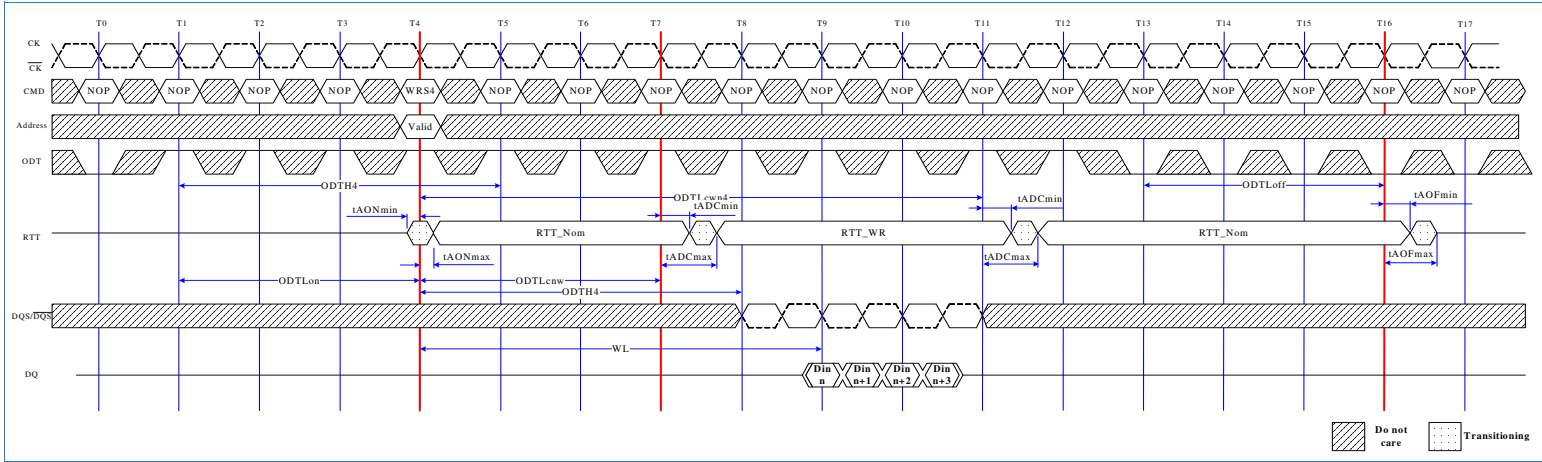 T0 T1 T2 T3 T4 T5 T6 T7 T8 T9 T10 T11 T12 T13 T14 T15 T16 T17
CK
CK
CMD NOP NOP NOP NOP WRS4 NOP NOP NOP NOP NOP NOP NOP NOP NOP NOP NOP NOP NOP
Address Valid
ODT
ODTH4 ODTLcwn4 ODTLoff
tAONmin tADCmin tADCmin tAOFmin
RTT RTT_Nom RTT_WR RTT_Nom
tAONmax tADCmax tADCmax tAOFmax
ODTLon ODTLcnw
ODTH4
DQS/DQS
WL
DQ Din n Din n+1 Din n+2 Din n+3
Do not care Transitioning